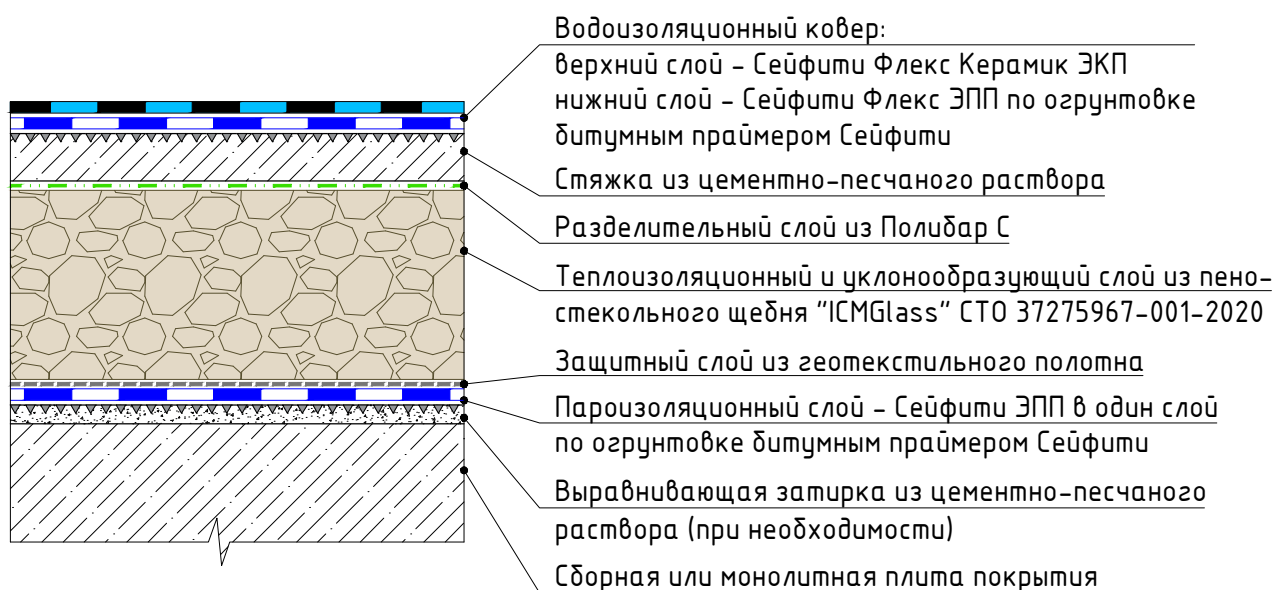 Водоизоляционный ковер:
верхний слой - Сейфити Флекс Керамик ЭКП
нижний слой - Сейфити Флекс ЭПП по огрунтовке
битумным праймером Сейфити
Стяжка из цементно-песчаного раствора
Разделительный слой из Полибар С
Теплоизоляционный и уклонообразующий слой из пено-
стекольного щебня "ICMGlass" СТО 37275967-001-2020
Защитный слой из геотекстильного полотна
Пароизоляционный слой - Сейфити ЭПП в один слой
по огрунтовке битумным праймером Сейфити
Выравнивающая затирка из цементно-песчаного
раствора (при необходимости)
Сборная или монолитная плита покрытия